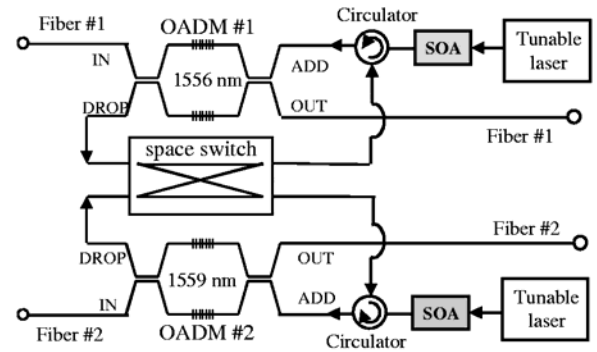 Fiber #1
OADM #1
Circulator
IN
ADD
SOA
Tunable
laser
1556 nm
DROP
OUT
Fiber #1
space switch
Fiber #2
DROP
OUT
1559 nm
IN
ADD
SOA
Tunable
laser
Fiber #2
OADM #2
Circulator